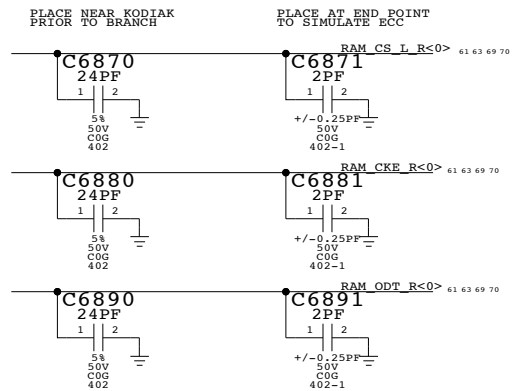 PLACE NEAR KODIAK
PRIOR TO BRANCH
PLACE AT END POINT
TO SIMULATE ECC
RAM_CS_L_R<0> 61 63 69 70
C6870
24PF
1 2
5%
50V
C0G
402
C6871
2PF
1 2
+/-0.25PF
50V
C0G
402-1
RAM_CKE_R<0> 61 63 69 70
C6880
24PF
1 2
5%
50V
C0G
402
C6881
2PF
1 2
+/-0.25PF
50V
C0G
402-1
RAM_ODT_R<0> 61 63 69 70
C6890
24PF
1 2
5%
50V
C0G
402
C6891
2PF
1 2
+/-0.25PF
50V
C0G
402-1